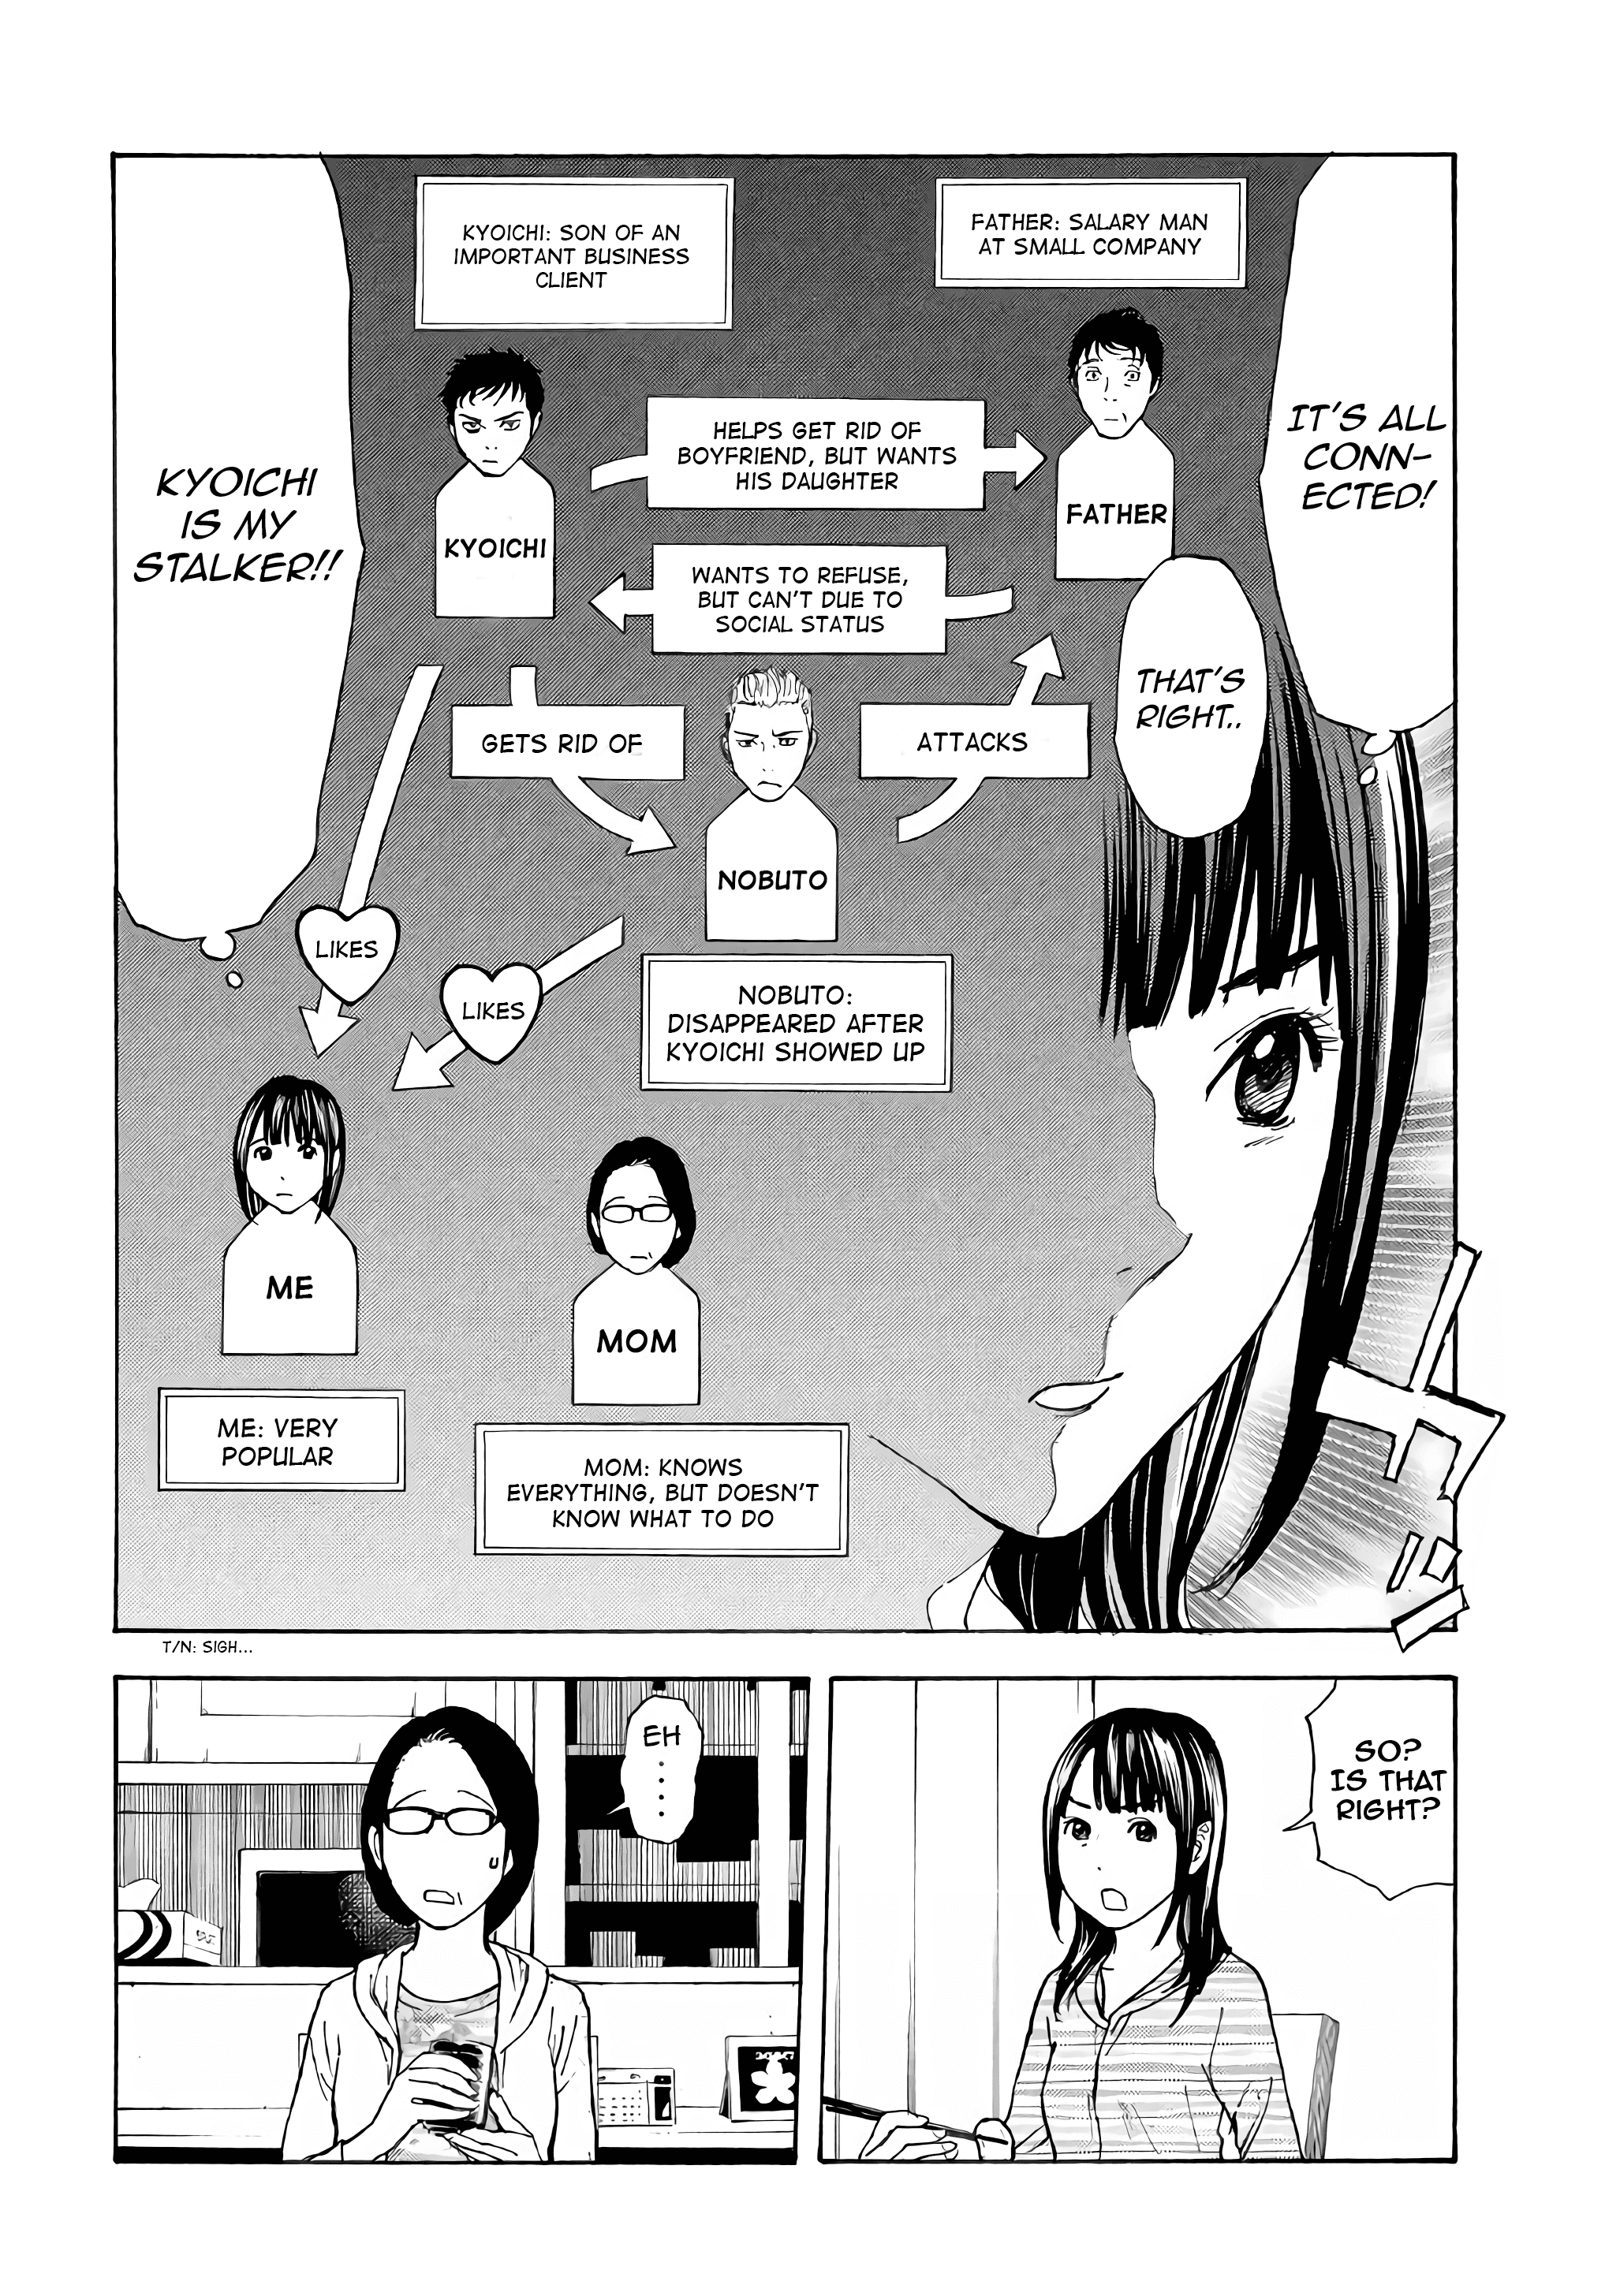 IT'S ALL
CONN-
ECTED!
THAT'S
RIGHT..
FATHER: SALARY MAN
AT SMALL COMPANY
KYOICHI: SON OF AN
IMPORTANT BUSINESS
CLIENT
HELPS GET RID OF
BOYFRIEND, BUT WANTS
HIS DAUGHTER
FATHER
KYOICHI
WANTS TO REFUSE,
BUT CAN'T DUE TO
SOCIAL STATUS
GETS RID OF
ATTACKS
NOBUTO
LIKES
LIKES
NOBUTO:
DISAPPEARED AFTER
KYOICHI SHOWED UP
ME
MOM
ME: VERY
POPULAR
MOM: KNOWS
EVERYTHING, BUT DOESN'T
KNOW WHAT TO DO
KYOICHI
IS MY
STALKER!!
T/N: SIGH...
SO?
IS THAT
RIGHT?
EH
....